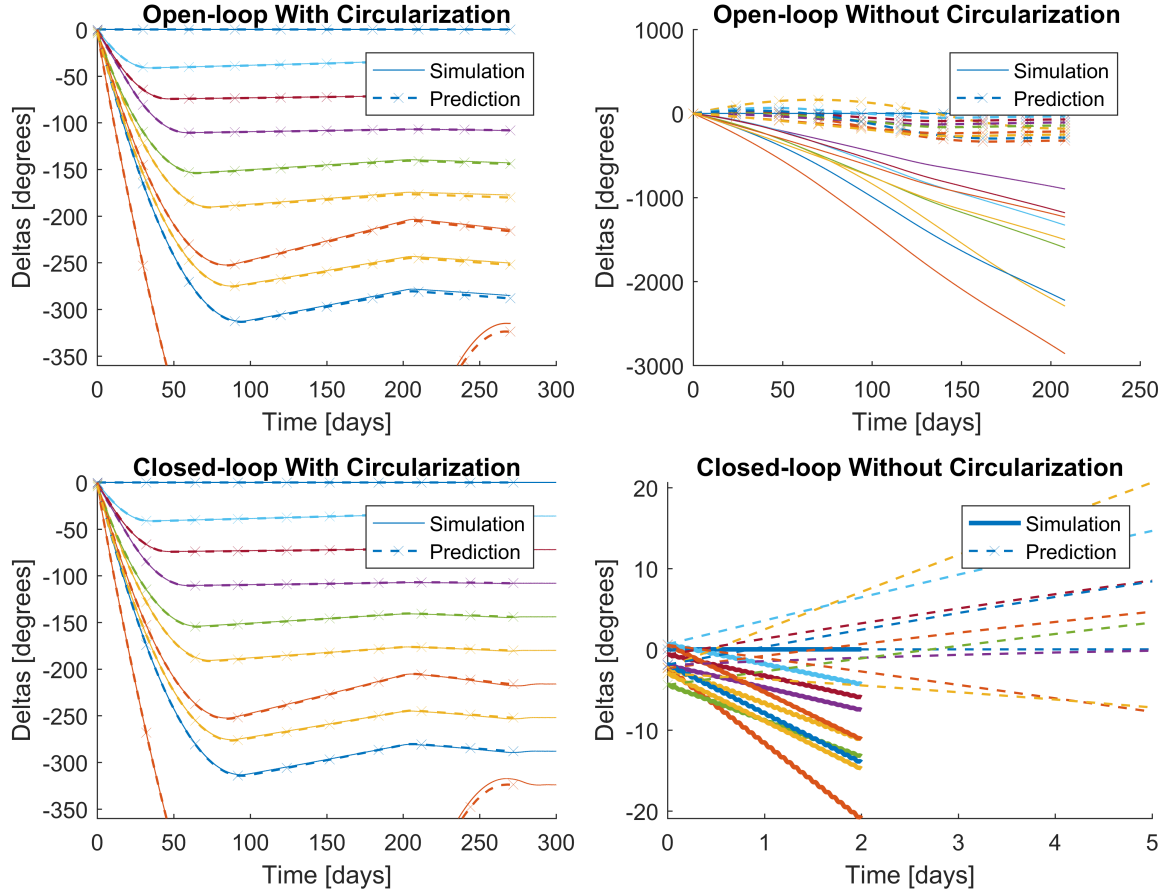 Open-loop With Circularization
Deltas [degrees]
0
-50
-100
-150
-200
-250
-300
-350
Simulation
Prediction
0
50
100
150
200
250
300
Time [days]
Open-loop Without Circularization
Deltas [degrees]
1000
0
-1000
-2000
-3000
Simulation
Prediction
0
50
100
150
200
250
Time [days]
Closed-loop With Circularization
Deltas [degrees]
0
-50
-100
-150
-200
-250
-300
-350
Simulation
Prediction
0
50
100
150
200
250
300
Time [days]
Closed-loop Without Circularization
Deltas [degrees]
20
10
0
-10
-20
Simulation
Prediction
0
1
2
3
4
5
Time [days]